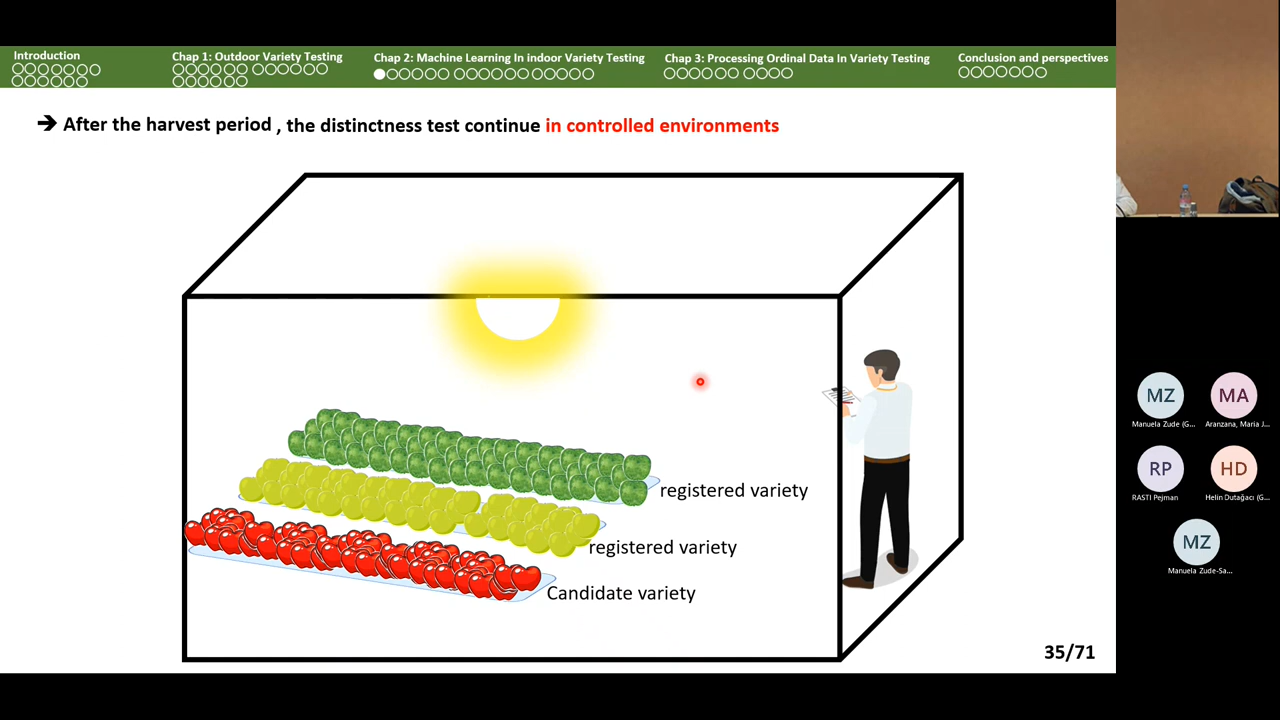 Introduction
Chap 1: Outdoor Variety Testing
Chap 2: Machine Learning In indoor Variety Testing
Chap 3: Processing Ordinal Data In Variety Testing
Conclusion and perspectives
➔ After the harvest period , the distinctness test continue in controlled environments
registered variety
registered variety
Candidate variety
35/71
MZ
Manuela Zude (G...
MA
Aranzana, Maria J...
RP
RASTI Pejman
HD
Helin Dutağacı (G...
MZ
Manuela Zude-Sa...